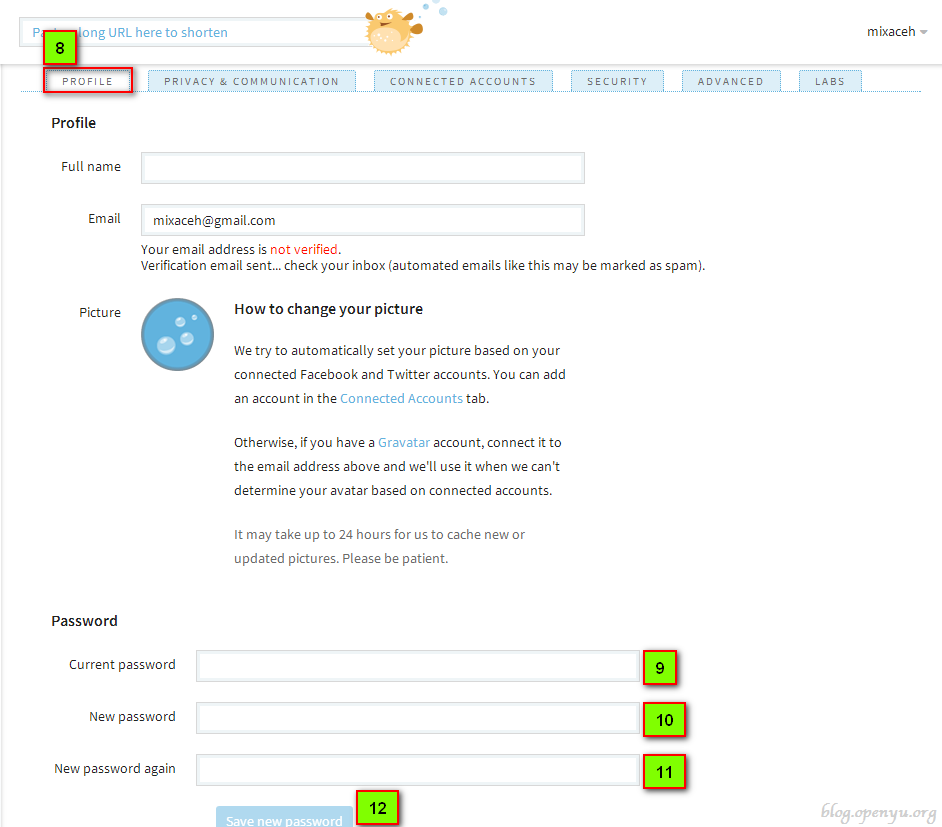 Paste a long URL here to shorten
mixaceh
8
PROFILE
PRIVACY & COMMUNICATION
CONNECTED ACCOUNTS
SECURITY
ADVANCED
LABS
Profile
Full name
Email
mixaceh@gmail.com
Your email address is not verified.
Verification email sent... check your inbox (automated emails like this may be marked as spam).
Picture
How to change your picture
We try to automatically set your picture based on your
connected Facebook and Twitter accounts. You can add
an account in the Connected Accounts tab.
Otherwise, if you have a Gravatar account, connect it to
the email address above and we'll use it when we can't
determine your avatar based on connected accounts.
It may take up to 24 hours for us to cache new or
updated pictures. Please be patient.
Password
Current password
9
New password
10
New password again
11
Save new password
12
blog.openyu.org